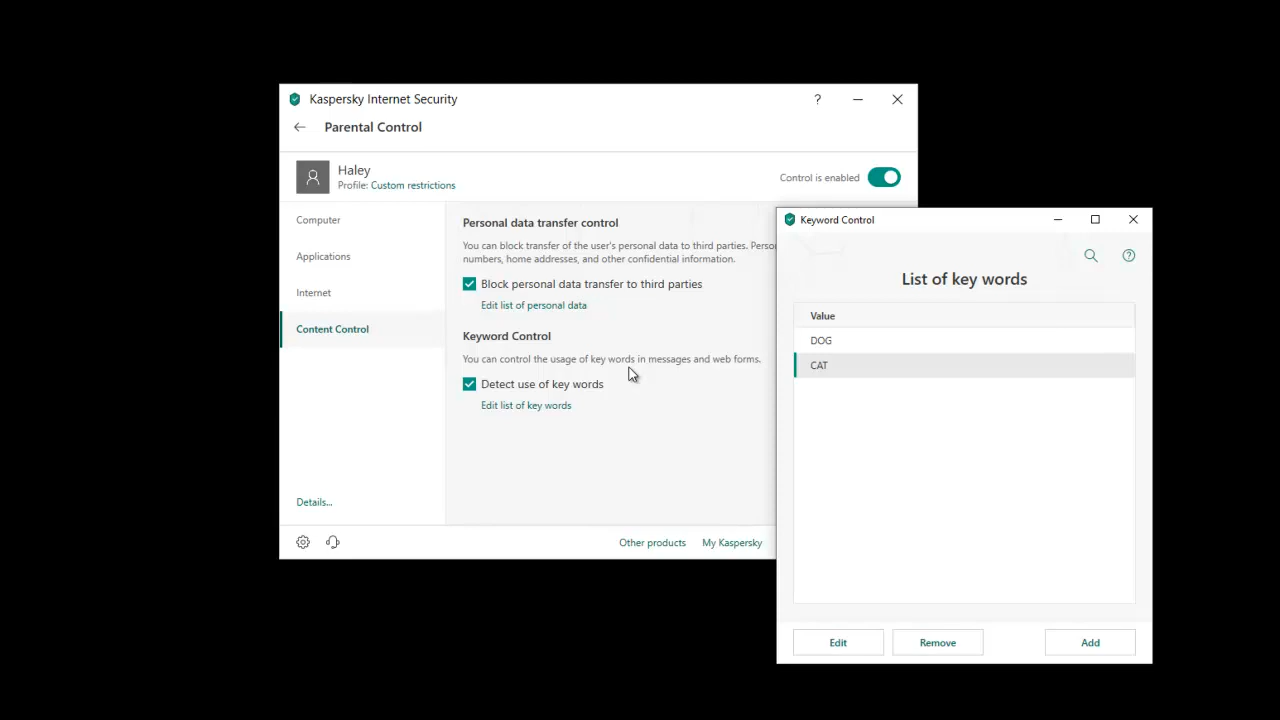 Kaspersky Internet Security
?
Parental Control
Haley
Profile: Custom restrictions
Control is enabled
Computer
Applications
Internet
Content Control
Details...
Personal data transfer control
You can block transfer of the user's personal data to third parties.
numbers, home addresses, and other confidential information.
Block personal data transfer to third parties
Edit list of personal data
Keyword Control
You can control the usage of key words in messages and web forms.
Detect use of key words
Edit list of key words
Other products
My Kaspersky
Keyword Control
?
List of key words
Value
DOG
CAT
Edit
Remove
Add